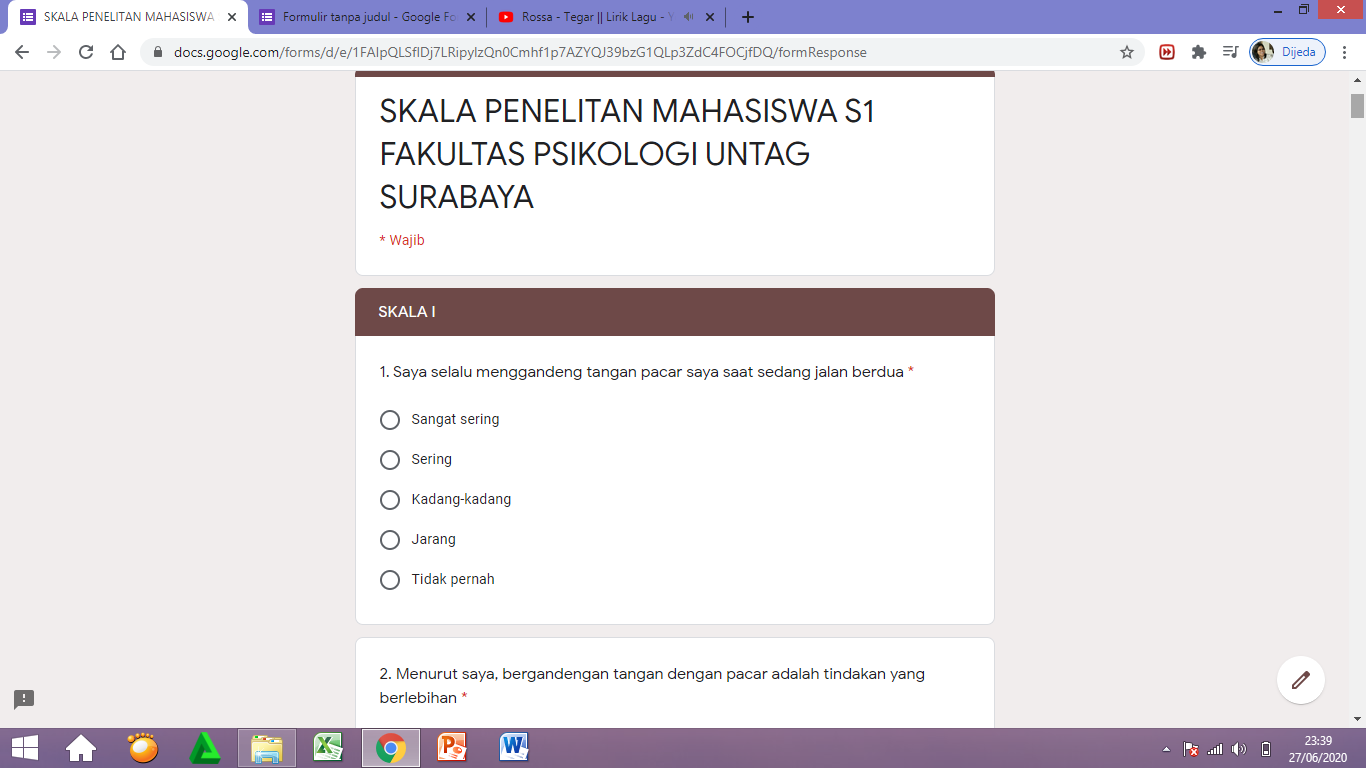 SKALA PENELITAN MAHASISWA
Formulir tanpa judul - Google Fo
Rossa - Tegar || Lirik Lagu - Y
docs.google.com/forms/d/e/1FAIpQLSfIDj7LRipyIzQn0Cmhf1p7AZYQJ39bzG1QLp3ZdC4FOCjfDQ/formResponse
Dijeda
SKALA PENELITAN MAHASISWA S1
FAKULTAS PSIKOLOGI UNTAG
SURABAYA
* Wajib
SKALA I
1. Saya selalu menggandeng tangan pacar saya saat sedang jalan berdua *
Sangat sering
Sering
Kadang-kadang
Jarang
Tidak pernah
2. Menurut saya, bergandengan tangan dengan pacar adalah tindakan yang
berlebihan *
23:39
27/06/2020